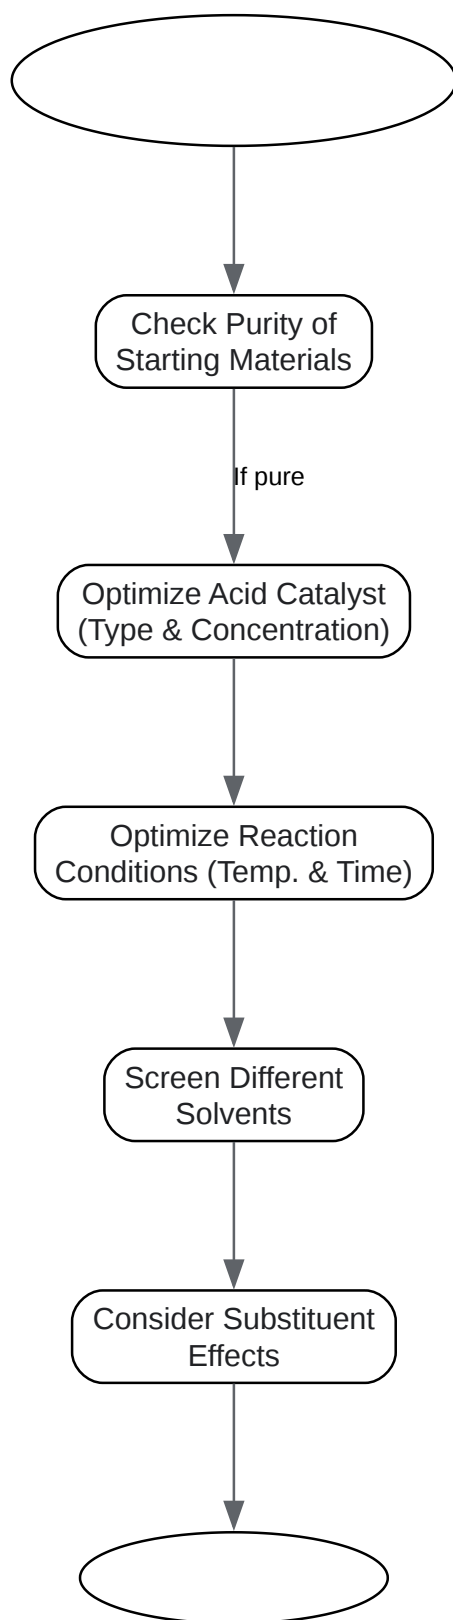 Check Purity of
Starting Materials
If pure
Optimize Acid Catalyst
(Type & Concentration)
Optimize Reaction
Conditions (Temp. & Time)
Screen Different
Solvents
Consider Substituent
Effects